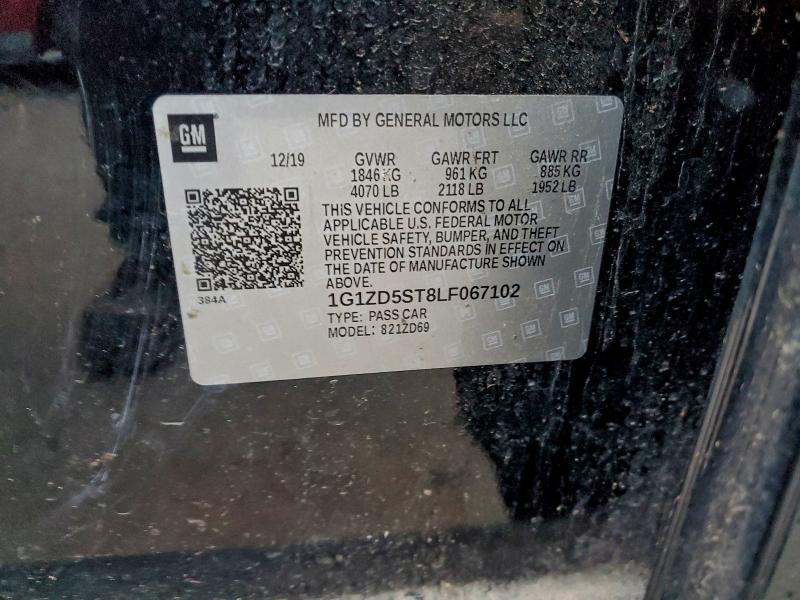 GM
MFD BY GENERAL MOTORS LLC
12/19 GVWR GAWR FRT GAWR RR
1846 KG 961 KG 885 KG
4070 LB 2118 LB 1952 LB
THIS VEHICLE CONFORMS TO ALL
APPLICABLE U.S. FEDERAL MOTOR
VEHICLE SAFETY, BUMPER, AND THEFT
PREVENTION STANDARDS IN EFFECT ON
THE DATE OF MANUFACTURE SHOWN
ABOVE.
384A
1G1ZD5ST8LF067102
TYPE: PASS CAR
MODEL: 821ZD69